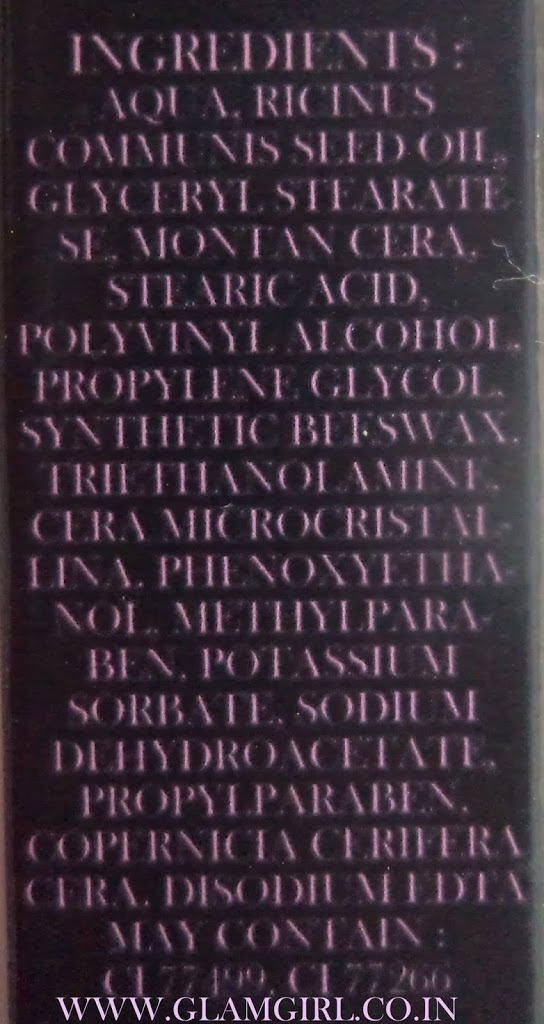 INGREDIENTS :
AQUA, RICINUS
COMMUNIS SEED OIL,
GLYCERYL STEARATE
SE, MONTAN CERA,
STEARIC ACID,
POLYVINYL ALCOHOL,
PROPYLENE GLYCOL,
SYNTHETIC BEESWAX,
TRIETHANOLAMINE,
CERA MICROCRISTAL-
LINA, PHENOXYETHA-
NOL, METHYLPARA-
BEN, POTASSIUM
SORBATE, SODIUM
DEHYDROACETATE,
PROPYLPARABEN,
COPERNICIA CERIFERA
CERA, DISODIUM EDTA
MAY CONTAIN :
CI 77499, CI 77266
WWW.GLAMGIRL.CO.IN